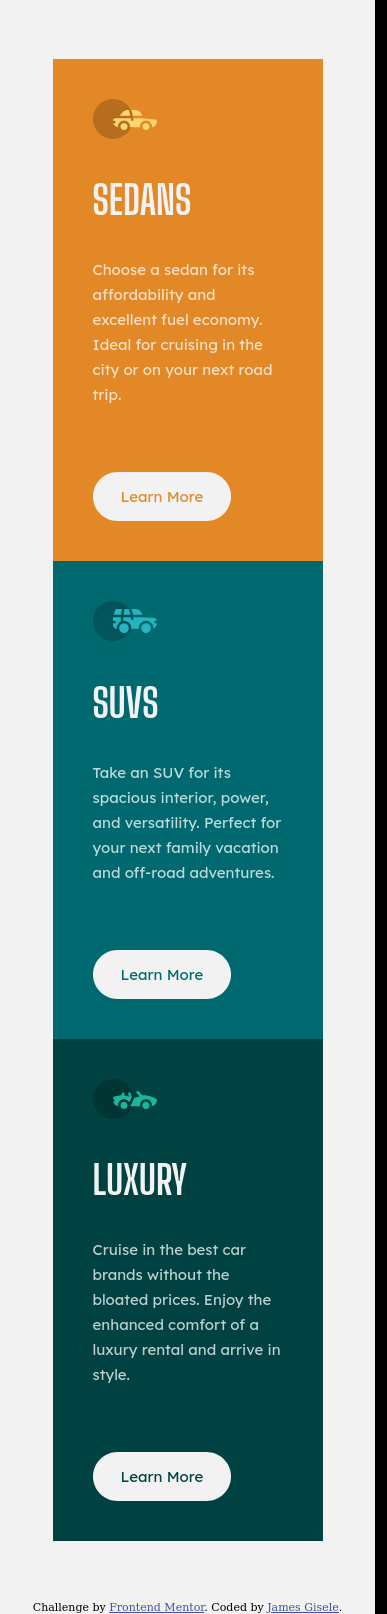 SEDANS
Choose a sedan for its
affordability and
excellent fuel economy.
Ideal for cruising in the
city or on your next road
trip.
Learn More
SUVS
Take an SUV for its
spacious interior, power,
and versatility. Perfect for
your next family vacation
and off-road adventures.
Learn More
LUXURY
Cruise in the best car
brands without the
bloated prices. Enjoy the
enhanced comfort of a
luxury rental and arrive in
style.
Learn More
Challenge by Frontend Mentor. Coded by James Gisele.